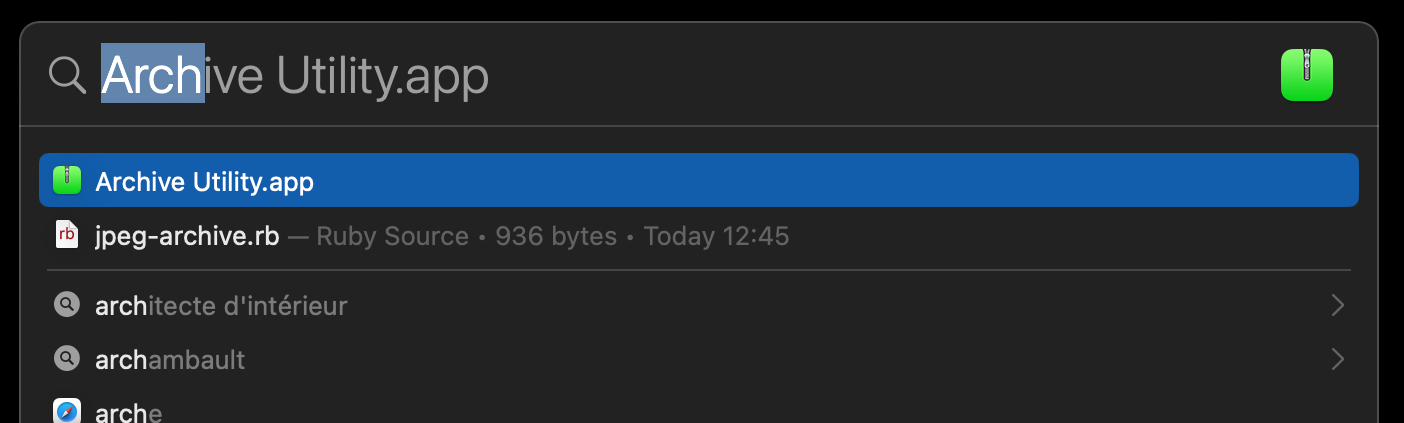 Archive Utility.app
Archive Utility.app
rb jpeg-archive.rb — Ruby Source • 936 bytes • Today 12:45
architecte d'intérieur
archambault
arche